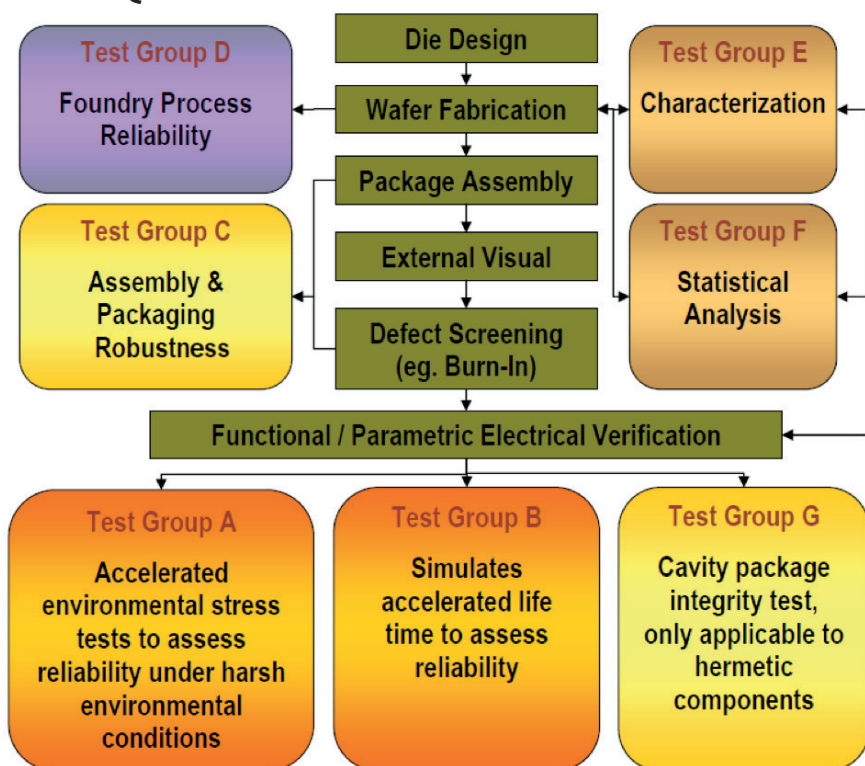 Die Design
Test Group D
Foundry Process
Reliability
Wafer Fabrication
Test Group E
Characterization
Package Assembly
Test Group C
Assembly &
Packaging
Robustness
External Visual
Test Group F
Statistical
Analysis
Defect Screening
(eg. Burn-In)
Functional / Parametric Electrical Verification
Test Group A
Accelerated
environmental stress
tests to assess
reliability under harsh
environmental
conditions
Test Group B
Simulates
accelerated life
time to assess
reliability
Test Group G
Cavity package
integrity test,
only applicable to
hermetic
components